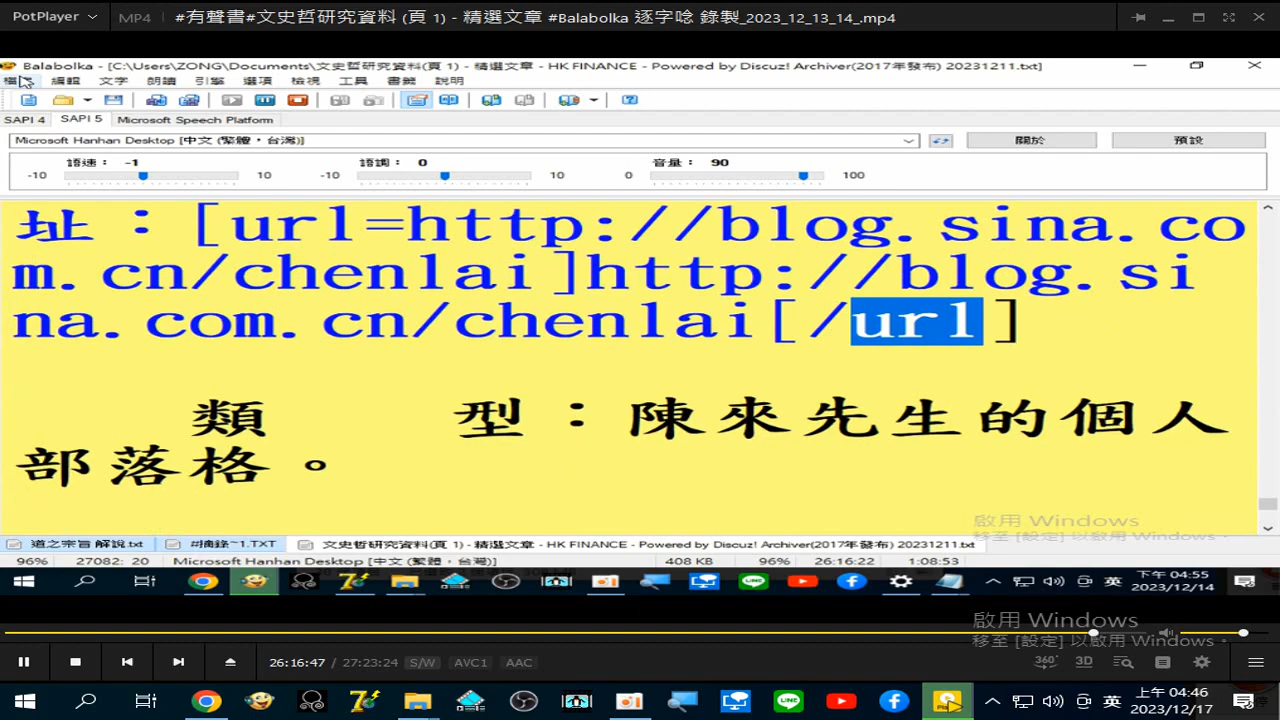 PotPlayer MP4 #有聲書#文史哲研究資料 (頁 1) - 精選文章 #Balabolka 逐字唸 錄製_2023_12_13_14_.mp4
Balabolka - [C:\Users\ZONG\Documents\文史哲研究資料(頁 1) - 精選文章 - HK FINANCE - Powered by Discuz! Archiver(2017年發布) 20231211.txt]
檔案 編輯 文字 朗讀 引擎 選項 檢視 工具 書籤 說明
SAPI 4 SAPI 5 Microsoft Speech Platform
Microsoft Hanhan Desktop [中文 (繁體，台灣)] 關於 預設
語速： -1 語調： 0 音量： 90
-10 10 -10 10 0 100
址：[url=http://blog.sina.co
m.cn/chenlai]http://blog.si
na.com.cn/chenlai[/url]
類 型：陳來先生的個人
部落格。
啟用 Windows
移至 [設定] 以啟用 Windows。
道之宗旨 解說.txt #摘錄~1.TXT 文史哲研究資料(頁 1) - 精選文章 - HK FINANCE - Powered by Discuz! Archiver(2017年發布) 20231211.txt
96% 27082: 20 Microsoft Hanhan Desktop [中文 (繁體，台灣)] 408 KB 96% 26:16:22 1:08:53
英 下午 04:55
2023/12/14
啟用 Windows
移至 [設定] 以啟用 Windows。
26:16:47 / 27:23:24 S/W AVC1 AAC 360° 3D
英 上午 04:46
2023/12/17